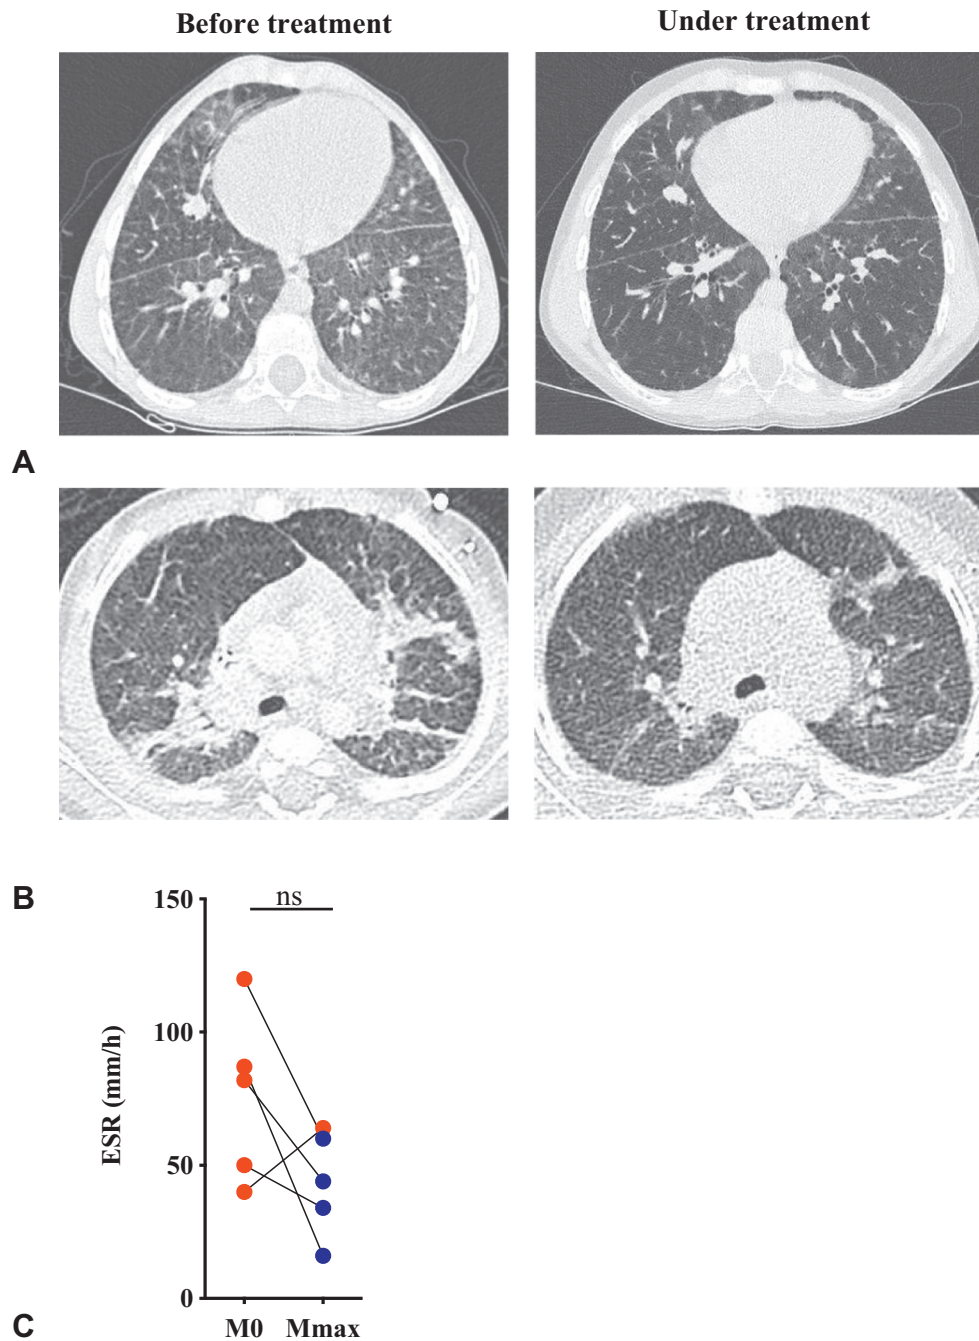 Before treatment
Under treatment
A
B
150
ns
100
50
0
ESR (mm/h)
M0
Mmax
C